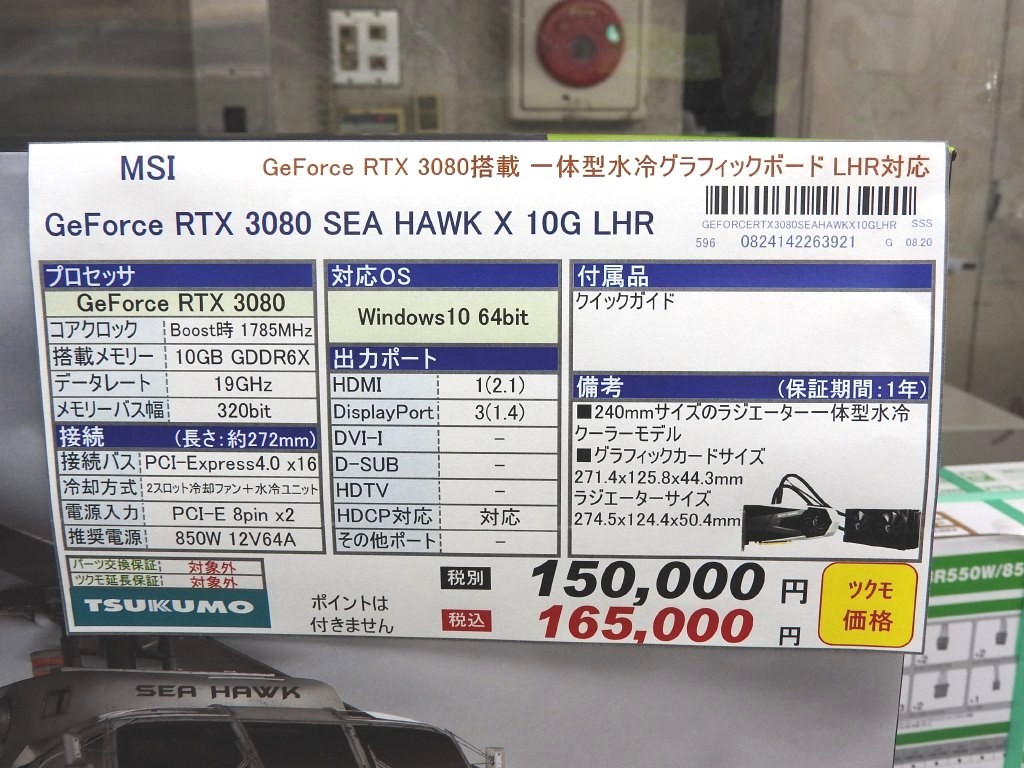 MSI
GeForce RTX 3080搭載 一体型水冷グラフィックボード LHR対応
GeForce RTX 3080 SEA HAWK X 10G LHR
GEFORCERTX3080SEAHAWKX10GLHR SSS
596 0824142263921 G 08.20
プロセッサ
GeForce RTX 3080
コアクロック Boost時 1785MHz
搭載メモリー 10GB GDDR6X
データレート 19GHz
メモリーバス幅 320bit
接続 (長さ:約272mm)
接続バス PCI-Express4.0 x16
冷却方式 2スロット冷却ファン+水冷ユニット
電源入力 PCI-E 8pin x2
推奨電源 850W 12V64A
対応OS
Windows10 64bit
出力ポート
HDMI 1(2.1)
DisplayPort 3(1.4)
DVI-I -
D-SUB -
HDTV -
HDCP対応 対応
その他ポート -
付属品
クイックガイド
備考 (保証期間:1年)
■240mmサイズのラジエーター一体型水冷
クーラーモデル
■グラフィックカードサイズ
271.4x125.8x44.3mm
ラジエーターサイズ
274.5x124.4x50.4mm
パーツ交換保証: 対象外
ツクモ延長保証: 対象外
TSUKUMO
ポイントは
付きません
税別 150,000 円
税込 165,000 円
ツクモ
価格
SEA HAWK